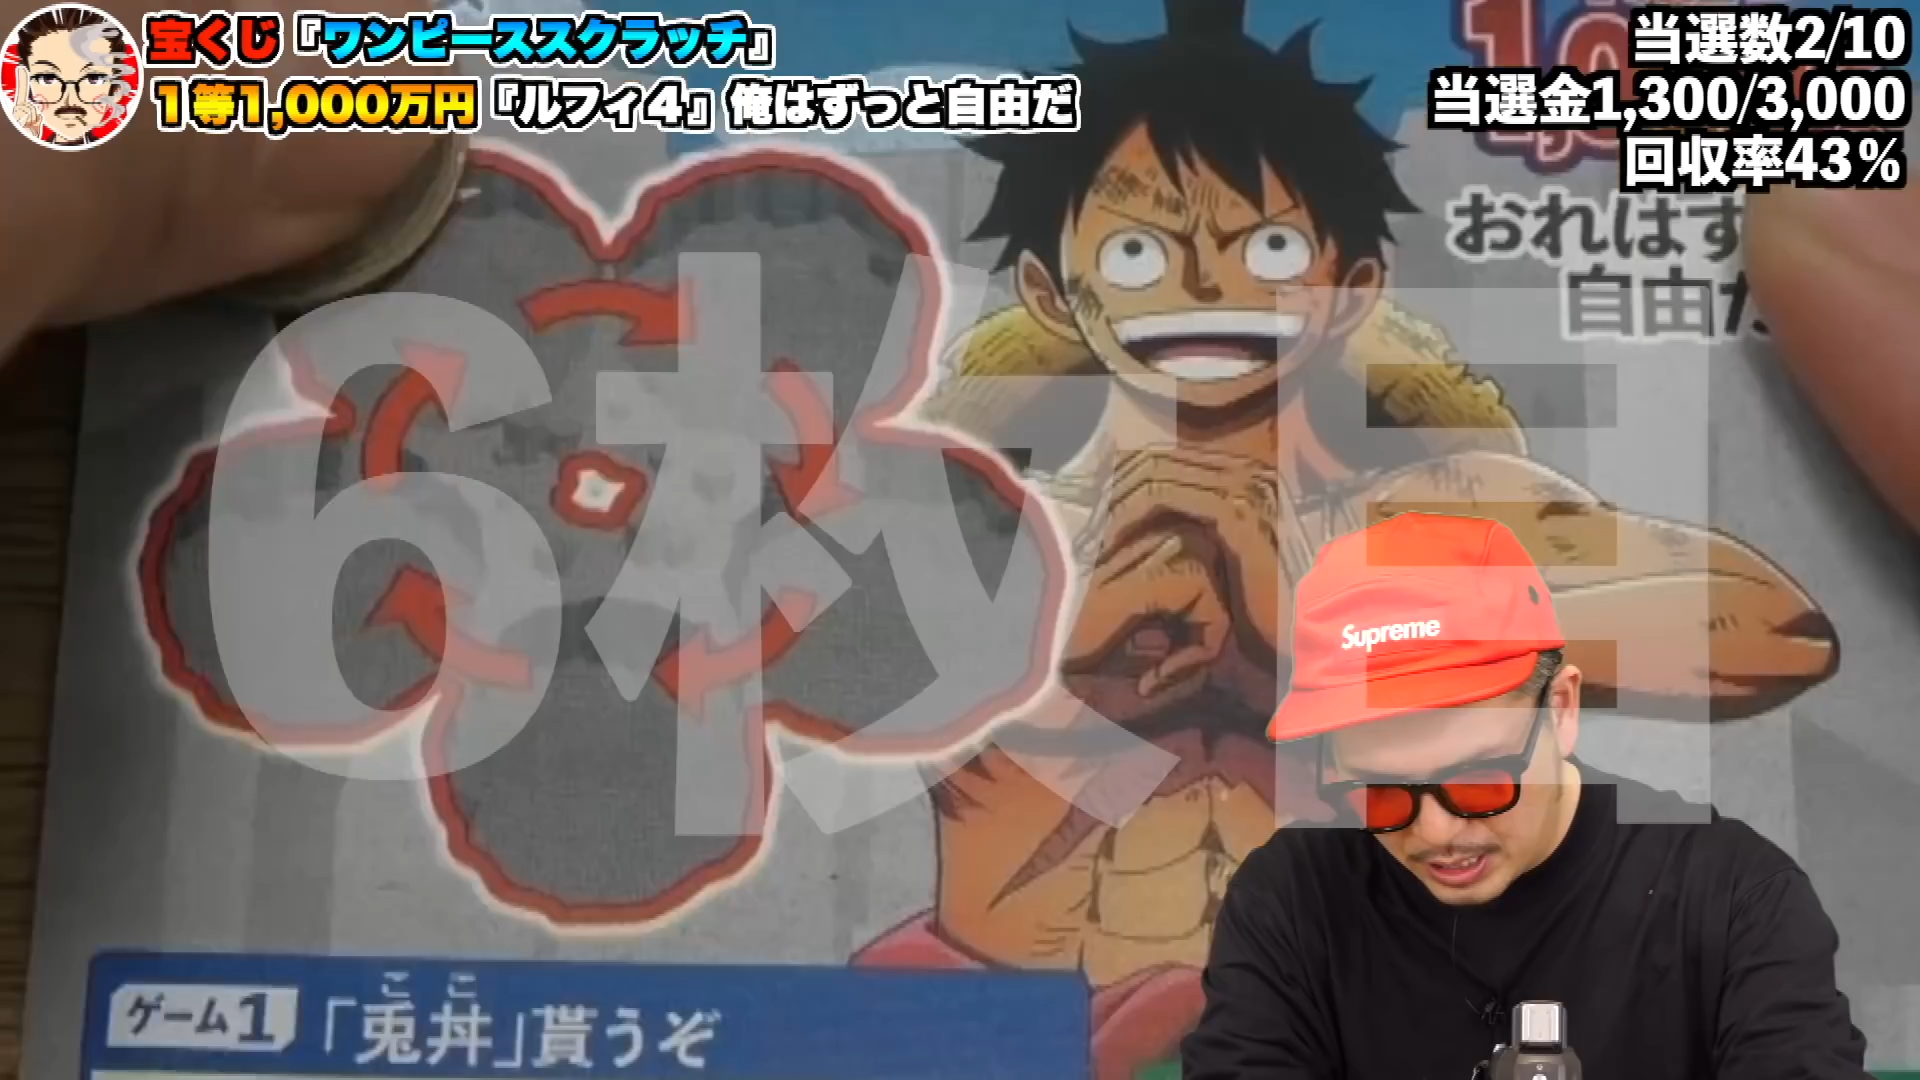 宝くじ『ワンピーススクラッチ』
1等1,000万円『ルフィ4』俺はずっと自由だ
当選数2/10
当選金1,300/3,000
回収率43%
おれはず
自由だ
6枚目
Supreme
ゲーム1「兎丼」貰うぞ
ここ